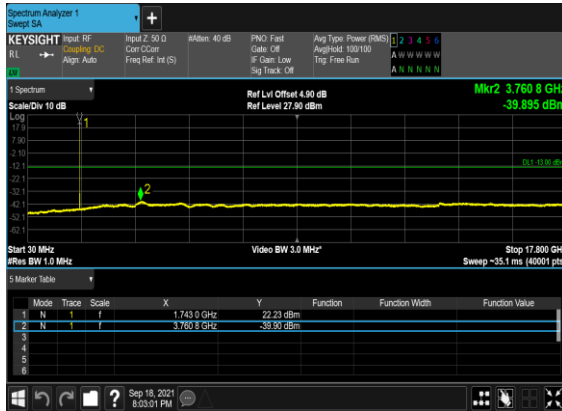 Spectrum Analyzer 1
Swept SA
+
KEYSIGHT Input: RF Input Z: 50 Ω #Atten: 40 dB PNO: Fast Avg Type: Power (RMS) 1 2 3 4 5 6
RL Coupling: DC Corr CCorr Gate: Off Avg|Hold: 100/100 A W W W W W
Align: Auto Freq Ref: Int (S) IF Gain: Low Trig: Free Run
LXI Sig Track: Off A N N N N N
1 Spectrum Ref Lvl Offset 4.90 dB Mkr2 3.760 8 GHz
Scale/Div 10 dB Ref Level 27.90 dBm -39.895 dBm
Log
17.9
7.90
-2.10
-12.1
-22.1
-32.1
-42.1
-52.1
-62.1
1
DL1 -13.00 dBm
2
Start 30 MHz Video BW 3.0 MHz* Stop 17.800 GHz
#Res BW 1.0 MHz Sweep ~35.1 ms (40001 pts)
5 Marker Table
Mode Trace Scale X Y Function Function Width Function Value
1 N 1 f 1.743 0 GHz 22.23 dBm
2 N 1 f 3.760 8 GHz -39.90 dBm
3
4
5
6
? Sep 18, 2021
8:03:01 PM